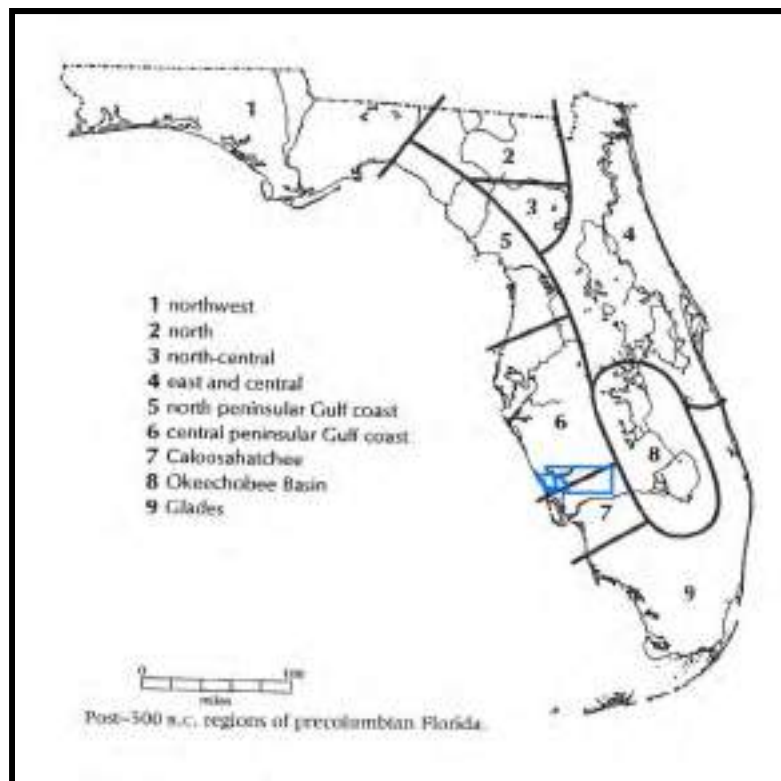 1
2
3
4
5
1 northwest
2 north
3 north-central
4 east and central
5 north peninsular Gulf coast
6 central peninsular Gulf coast
7 Caloosahatchee
8 Okeechobee Basin
9 Glades
6
8
7
9
0 100
miles
Post–500 B.C. regions of precolumbian Florida.